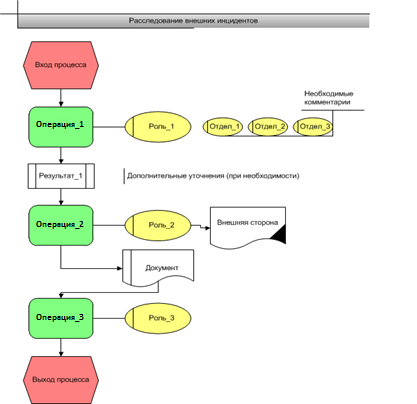 Расследование внешних инцидентов
Вход процесса
Необходимые
комментарии
Операция_1
Роль_1
Отдел_1
Отдел_2
Отдел_3
Результат_1
Дополнительные уточнения (при необходимости)
Операция_2
Роль_2
Внешняя сторона
Документ
Операция_3
Роль_3
Выход процесса